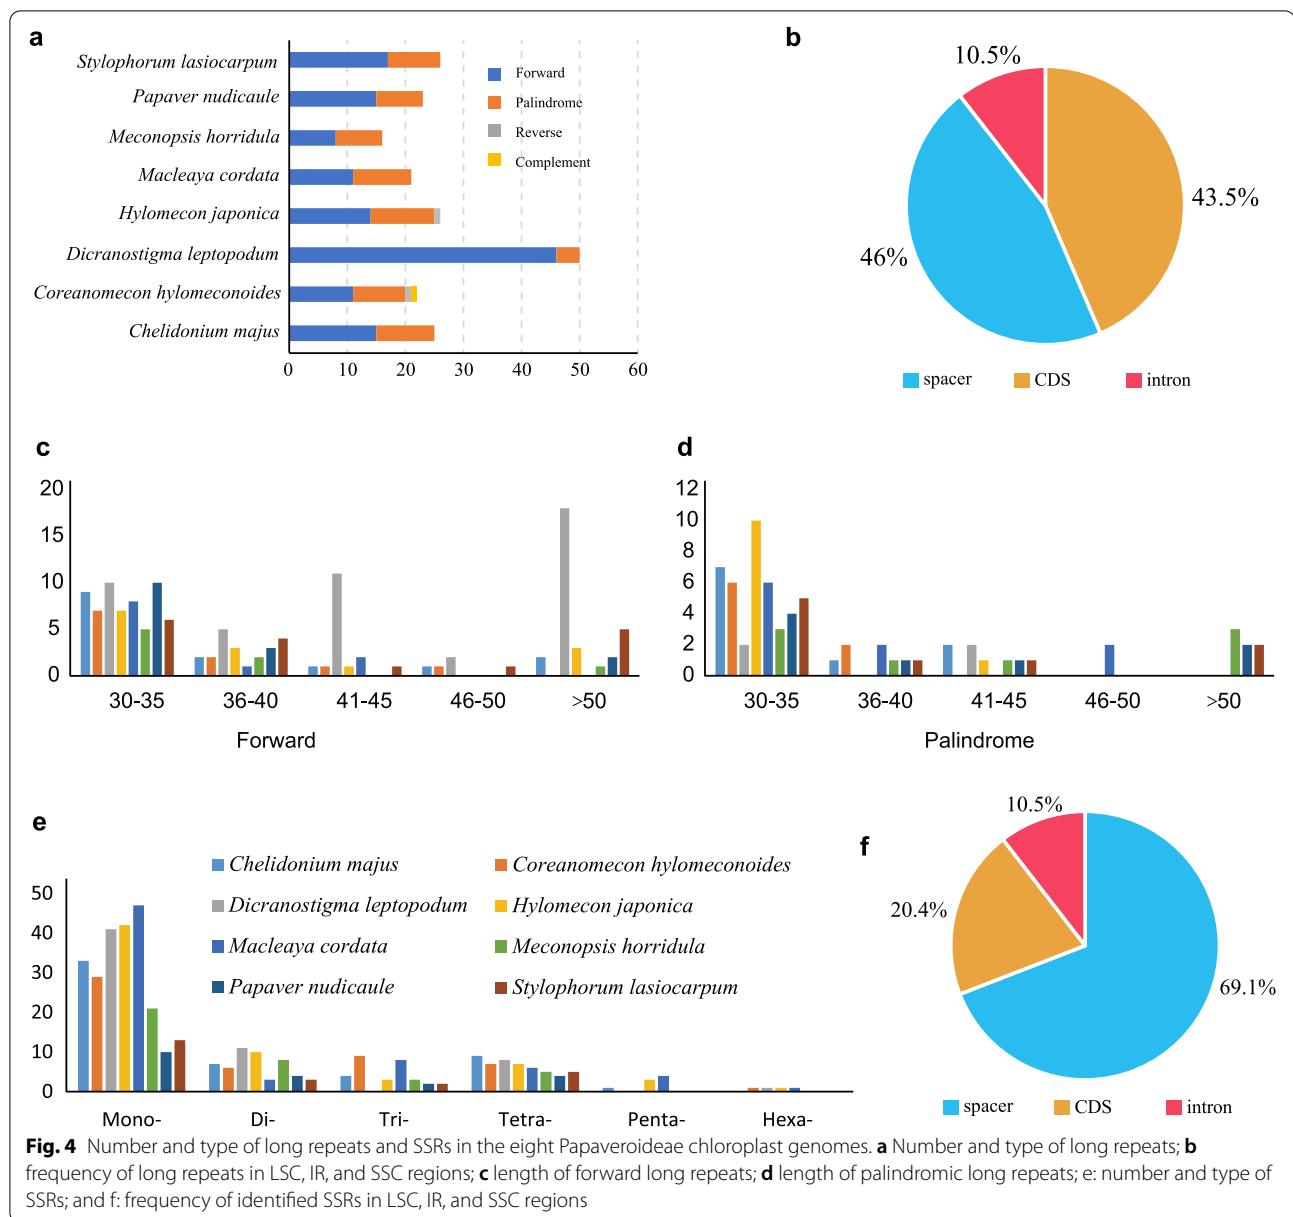 a
Stylophorum lasiocarpum
Papaver nudicaule
Meconopsis horridula
Macleaya cordata
Hylomecon japonica
Dicranostigma leptopodum
Coreanomecon hylomeconoides
Chelidonium majus
0 10 20 30 40 50 60
Forward
Palindrome
Reverse
Complement
b
10.5%
43.5%
46%
spacer CDS intron
c
20
15
10
5
0
30-35 36-40 41-45 46-50 >50
Forward
d
12
10
8
6
4
2
0
30-35 36-40 41-45 46-50 >50
Palindrome
e
Chelidonium majus Coreanomecon hylomeconoides
Dicranostigma leptopodum Hylomecon japonica
Macleaya cordata Meconopsis horridula
Papaver nudicaule Stylophorum lasiocarpum
50
40
30
20
10
0
Mono- Di- Tri- Tetra- Penta- Hexa-
f
10.5%
20.4%
69.1%
spacer CDS intron
Fig. 4 Number and type of long repeats and SSRs in the eight Papaveroideae chloroplast genomes. a Number and type of long repeats; b
frequency of long repeats in LSC, IR, and SSC regions; c length of forward long repeats; d length of palindromic long repeats; e: number and type of
SSRs; and f: frequency of identified SSRs in LSC, IR, and SSC regions